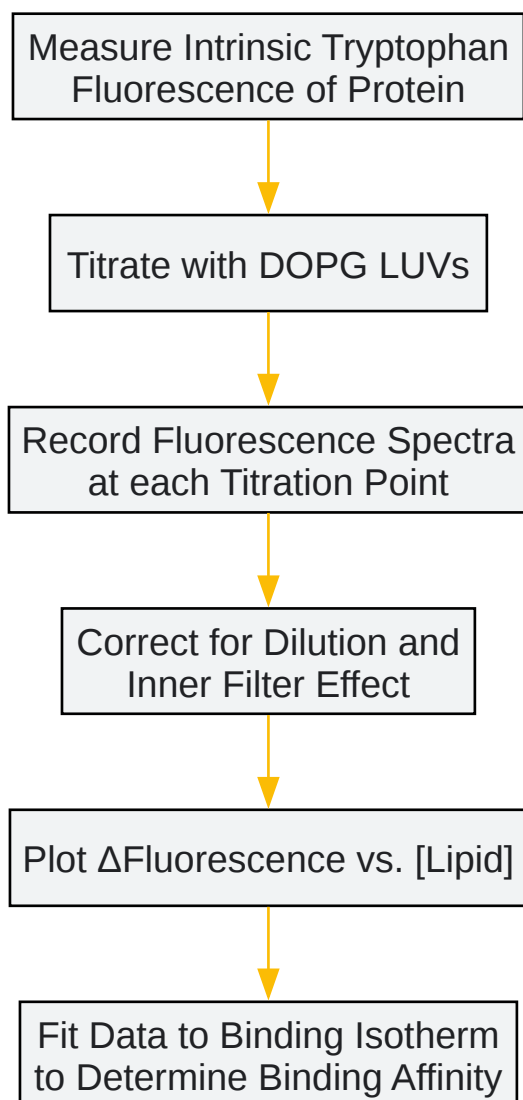 Measure Intrinsic Tryptophan
Fluorescence of Protein
Titrate with DOPG LUVs
Record Fluorescence Spectra
at each Titration Point
Correct for Dilution and
Inner Filter Effect
Plot ΔFluorescence vs. [Lipid]
Fit Data to Binding Isotherm
to Determine Binding Affinity